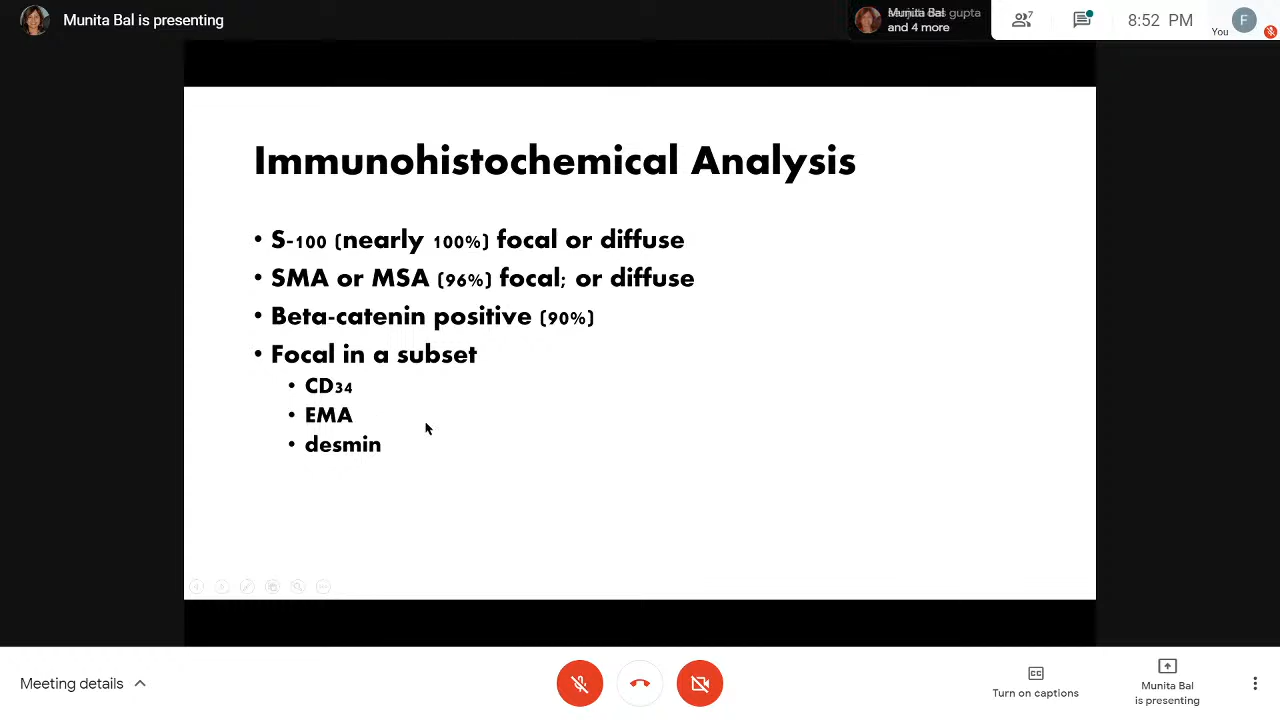 Munita Bal is presenting
Munita Bal
and 4 more
7
8:52 PM
You
F
Immunohistochemical Analysis
• S-100 (nearly 100%) focal or diffuse
• SMA or MSA (96%) focal; or diffuse
• Beta-catenin positive (90%)
• Focal in a subset
• CD34
• EMA
• desmin
Meeting details
CC
Turn on captions
Munita Bal
is presenting